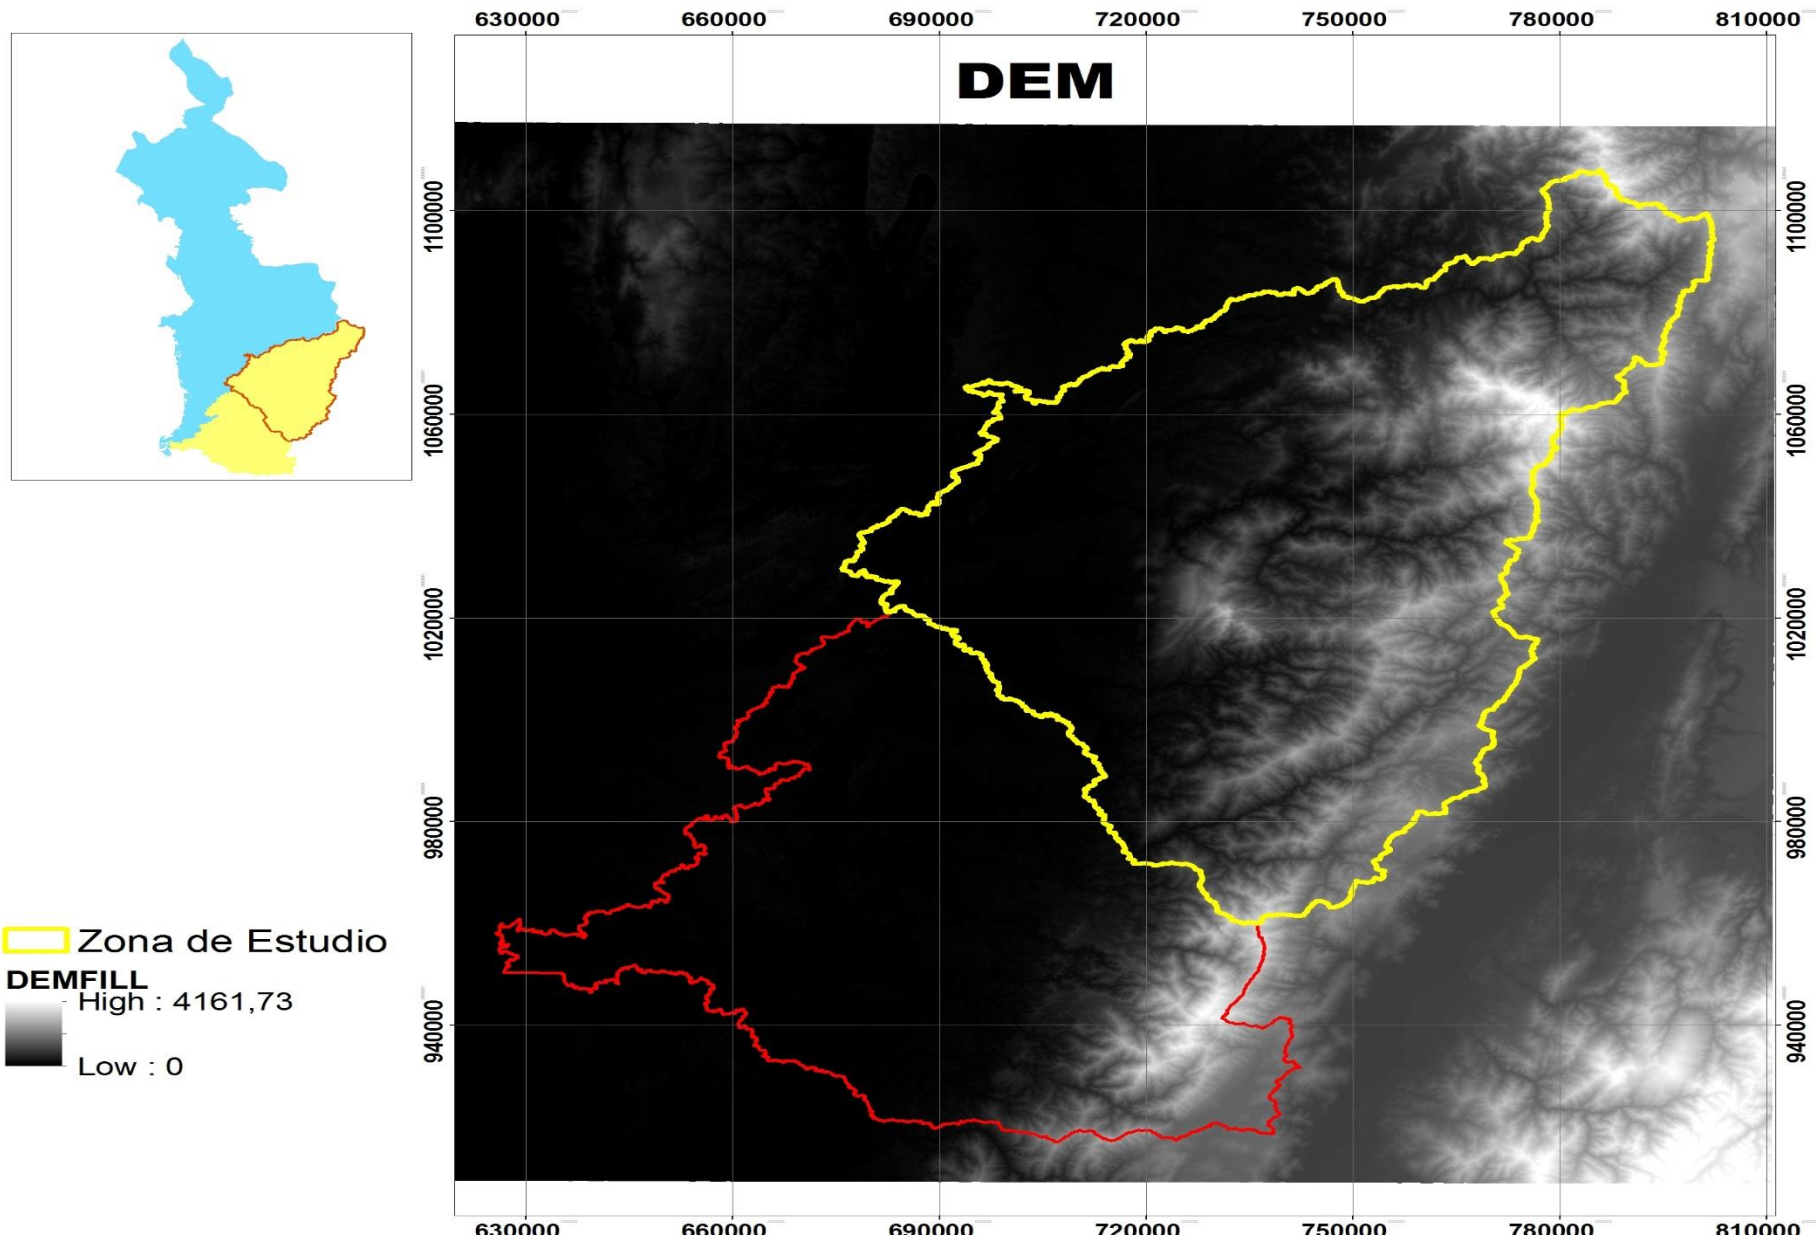 630000 660000 690000 720000 750000 780000 810000
DEM
1100000 1100000
1060000 1060000
1020000 1020000
980000 980000
940000 940000
Zona de Estudio
DEMFILL
High : 4161,73
Low : 0
630000 660000 690000 720000 750000 780000 810000